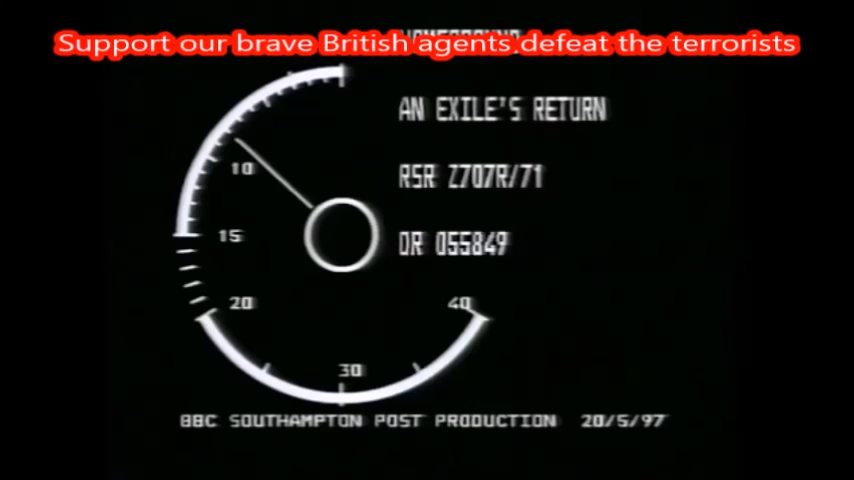 Support our brave British agents defeat the terrorists
AN EXILE'S RETURN
RSR Z707R/71
DR 055849
10
15
20
40
30
BBC SOUTHAMPTON POST PRODUCTION 20/5/97